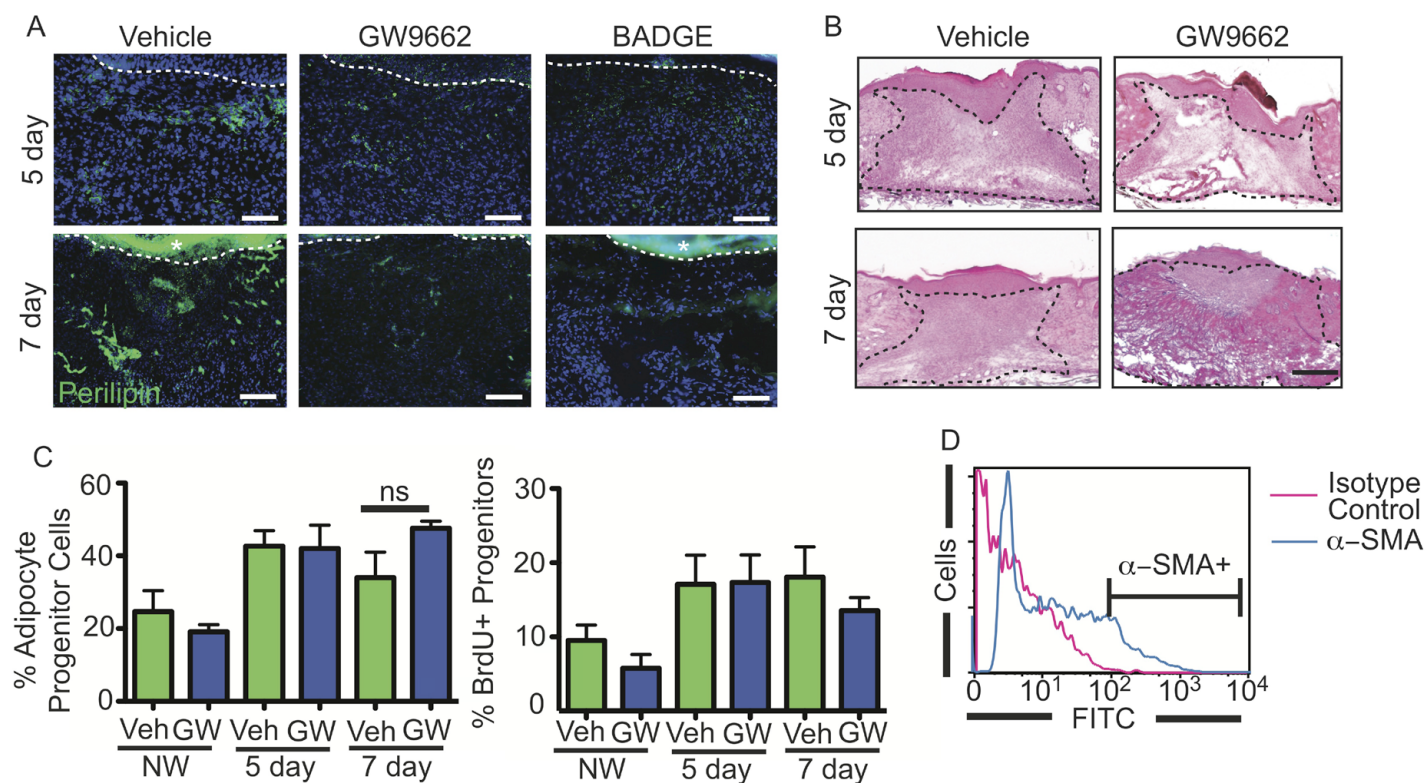 A
Vehicle
GW9662
BADGE
5 day
*
*
7 day
Perilipin
B
Vehicle
GW9662
5 day
7 day
C
% Adipocyte
Progenitor Cells
60
40
20
0
ns
Veh GW
Veh GW
Veh GW
NW
5 day
7 day
% BrdU+ Progenitors
30
20
10
0
Veh GW
Veh GW
Veh GW
NW
5 day
7 day
D
Cells
α-SMA+
0
10¹
10²
10³
10⁴
FITC
Isotype
Control
α-SMA